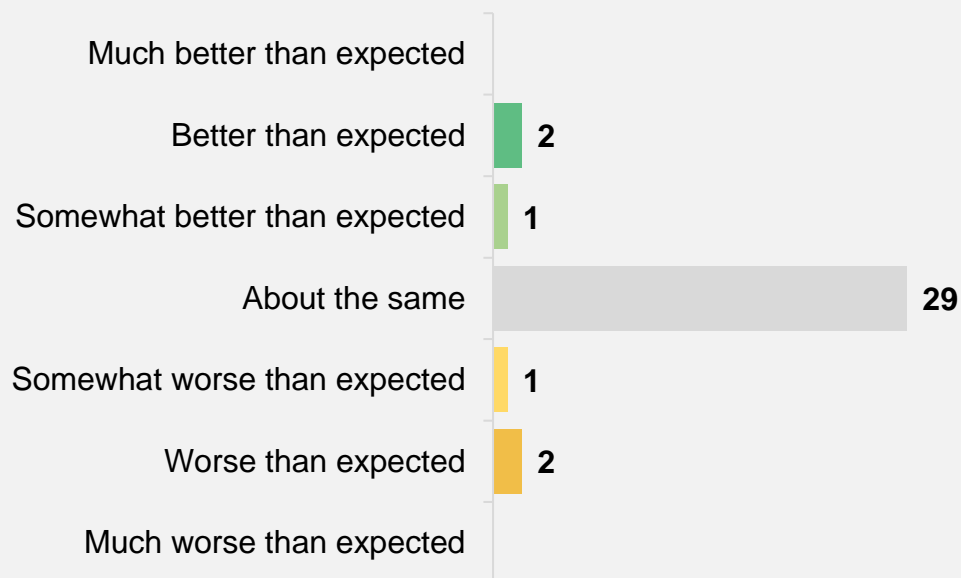 Much better than expected
Better than expected 2
Somewhat better than expected 1
About the same 29
Somewhat worse than expected 1
Worse than expected 2
Much worse than expected